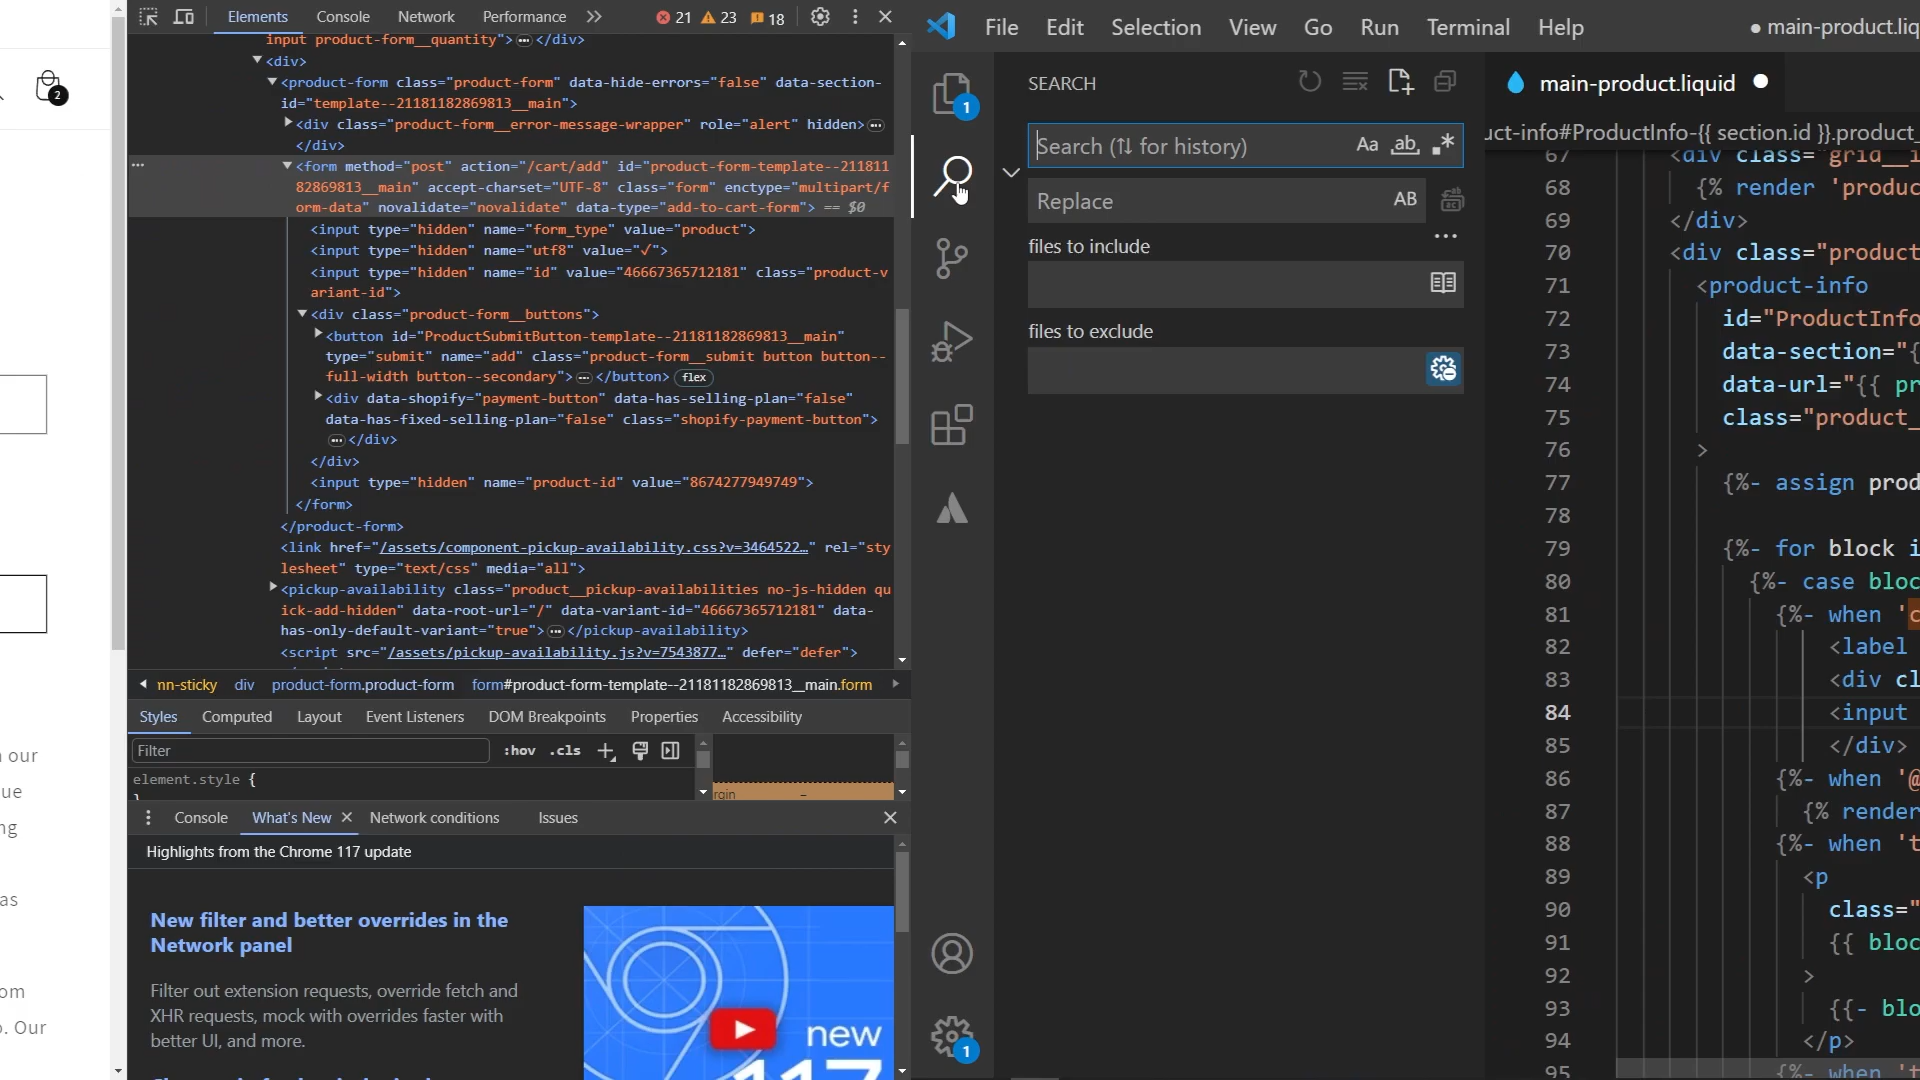 Elements Console Network Performance 21 23 18
input product-form__quantity"> </div>
<div>
<product-form class="product-form" data-hide-errors="false" data-section-
id="template--21181182869813__main">
<div class="product-form__error-message-wrapper" role="alert" hidden>
</div>
<form method="post" action="/cart/add" id="product-form-template--211811
82869813__main" accept-charset="UTF-8" class="form" enctype="multipart/f
orm-data" novalidate="novalidate" data-type="add-to-cart-form"> == $0
<input type="hidden" name="form_type" value="product">
<input type="hidden" name="utf8" value="✓">
<input type="hidden" name="id" value="46667365712181" class="product-v
ariant-id">
<div class="product-form__buttons">
<button id="ProductSubmitButton-template--21181182869813__main"
type="submit" name="add" class="product-form__submit button button--
full-width button--secondary"> </button> flex
<div data-shopify="payment-button" data-has-selling-plan="false"
data-has-fixed-selling-plan="false" class="shopify-payment-button">
</div>
</div>
<input type="hidden" name="product-id" value="8674277949749">
</form>
</product-form>
<link href="/assets/component-pickup-availability.css?v=3464522…" rel="sty
lesheet" type="text/css" media="all">
<pickup-availability class="product__pickup-availabilities no-js-hidden qu
ick-add-hidden" data-root-url="/" data-variant-id="46667365712181" data-
has-only-default-variant="true"> </pickup-availability>
<script src="/assets/pickup-availability.js?v=7543877…" defer="defer">
nn-sticky div product-form.product-form form#product-form-template--21181182869813__main.form
Styles Computed Layout Event Listeners DOM Breakpoints Properties Accessibility
Filter :hov .cls
element.style {
}
rgin –
Console What's New Network conditions Issues
Highlights from the Chrome 117 update
New filter and better overrides in the
Network panel
Filter out extension requests, override fetch and
XHR requests, mock with overrides faster with
better UI, and more.
new
117
2
our
ue
ng
as
om
. Our
File Edit Selection View Go Run Terminal Help ● main-product.liq
1
SEARCH
Search (⇅ for history) Aa ab
Replace AB
files to include
files to exclude
1
main-product.liquid
uct-info#ProductInfo-{{ section.id }}.product_
67 <div class="grid__i
68 {% render 'produc
69 </div>
70 <div class="product
71 <product-info
72 id="ProductInfo
73 data-section="{
74 data-url="{{ pr
75 class="product_
76 >
77 {%- assign prod
78
79 {%- for block i
80 {%- case bloc
81 {%- when 'c
82 <label
83 <div cl
84 <input
85 </div>
86 {%- when '@
87 {% render
88 {%- when 't
89 <p
90 class="
91 {{ bloc
92 >
93 {{- blo
94 </p>
95 {%- when 't